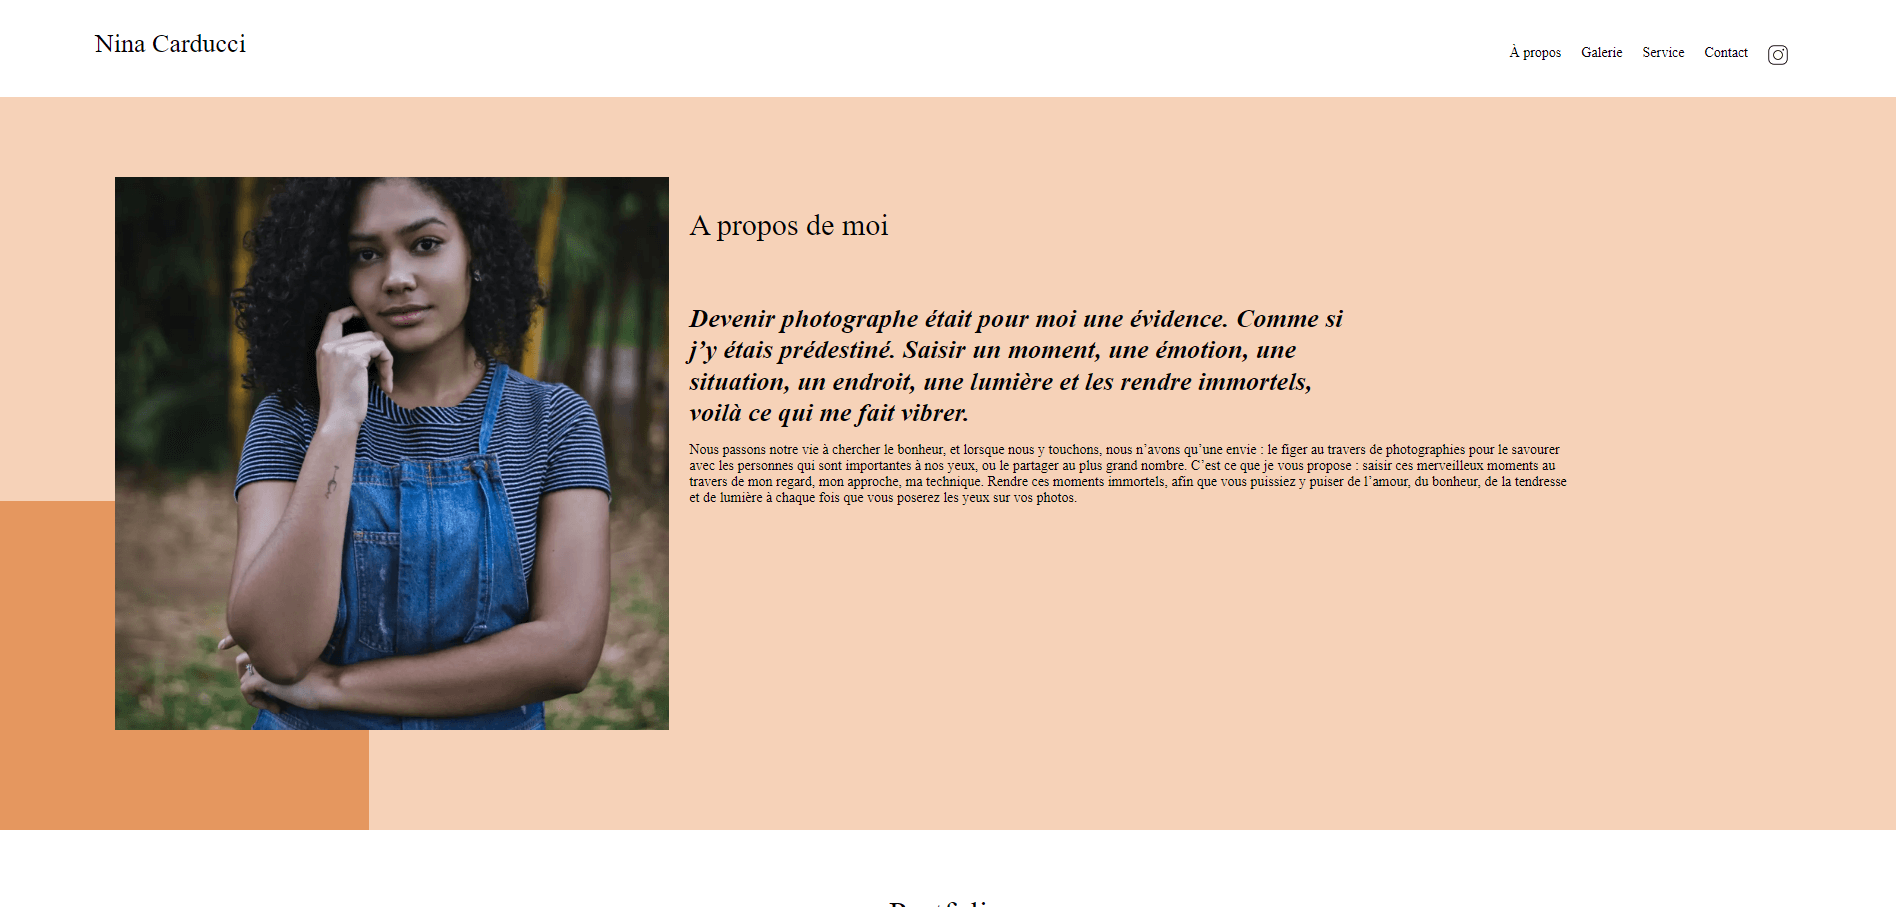 Nina Carducci
À propos Galerie Service Contact
A propos de moi
Devenir photographe était pour moi une évidence. Comme si
j’y étais prédestiné. Saisir un moment, une émotion, une
situation, un endroit, une lumière et les rendre immortels,
voilà ce qui me fait vibrer.
Nous passons notre vie à chercher le bonheur, et lorsque nous y touchons, nous n’avons qu’une envie : le figer au travers de photographies pour le savourer
avec les personnes qui sont importantes à nos yeux, ou le partager au plus grand nombre. C’est ce que je vous propose : saisir ces merveilleux moments au
travers de mon regard, mon approche, ma technique. Rendre ces moments immortels, afin que vous puissiez y puiser de l’amour, du bonheur, de la tendresse
et de lumière à chaque fois que vous poserez les yeux sur vos photos.